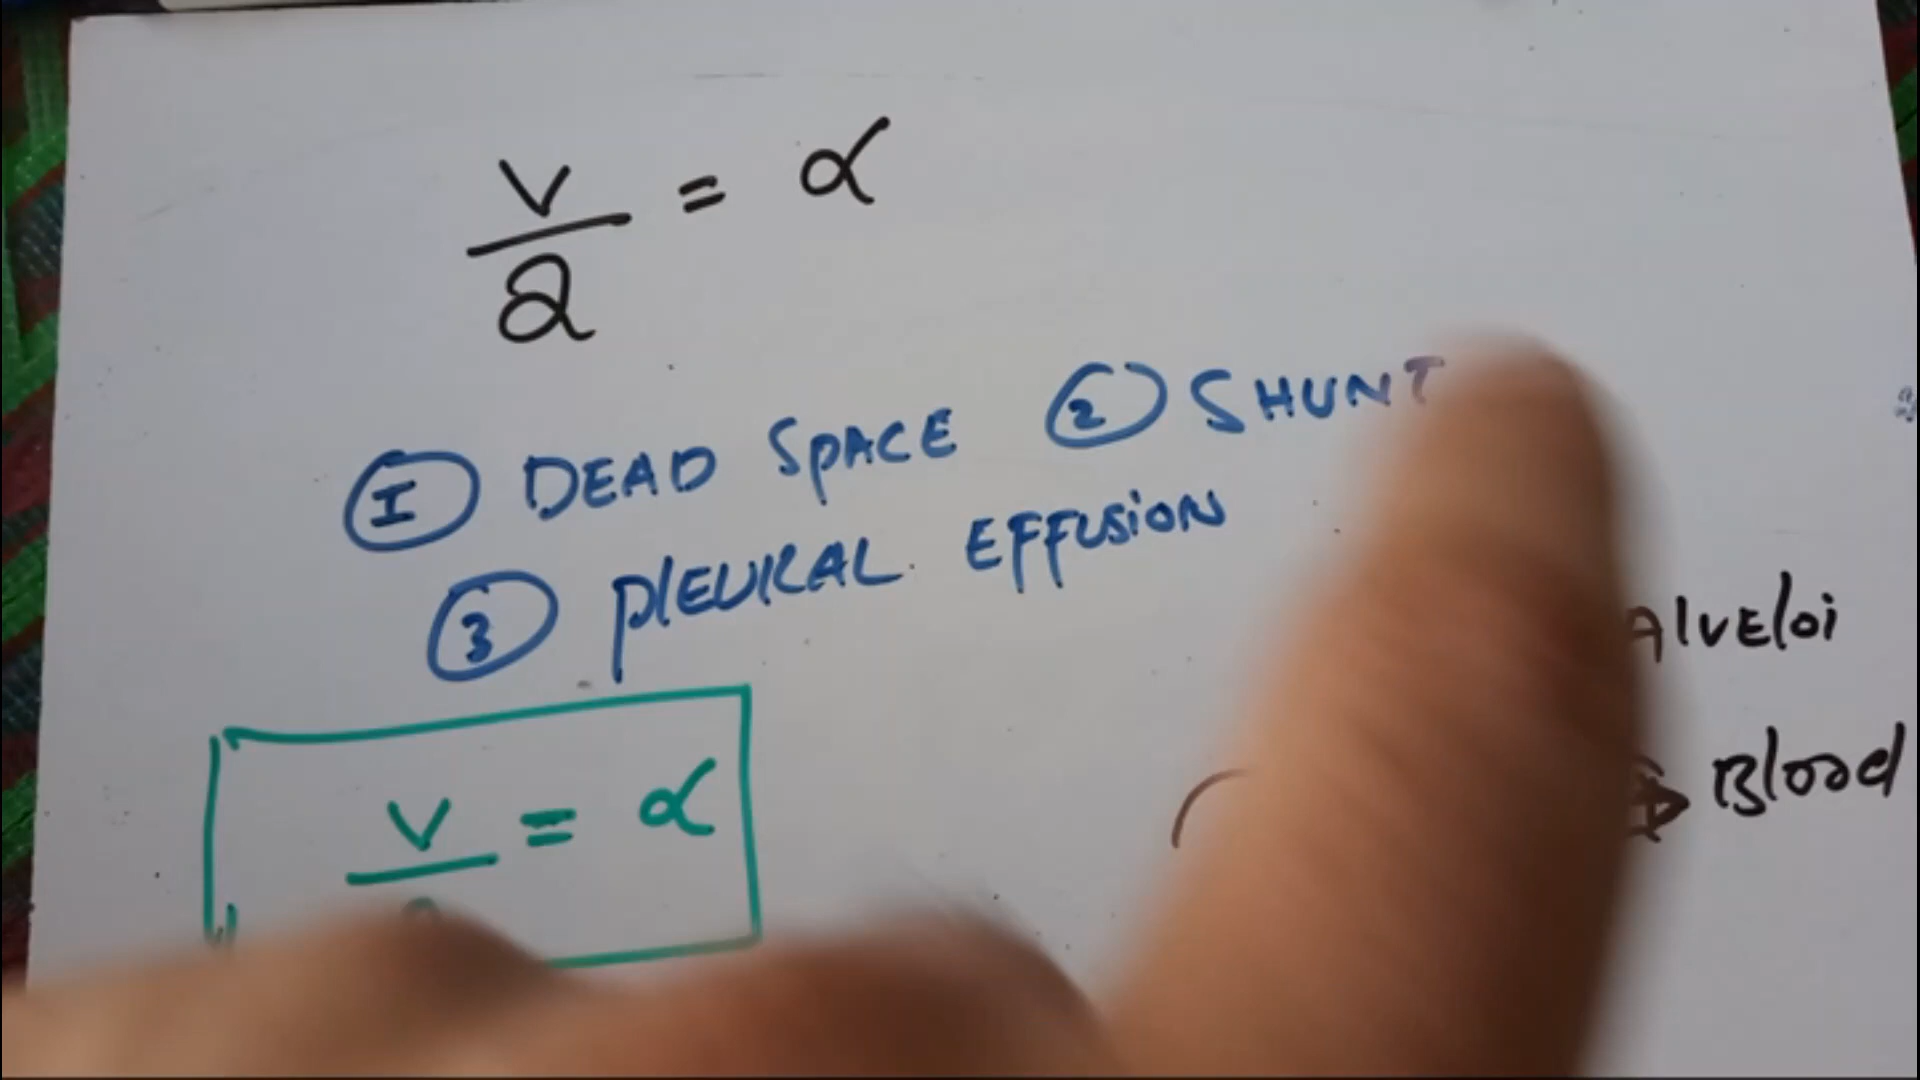 V/Q = α
① DEAD SPACE ② SHUNT
③ PLEURAL EFFUSION
V = α
Alveloi
Blood